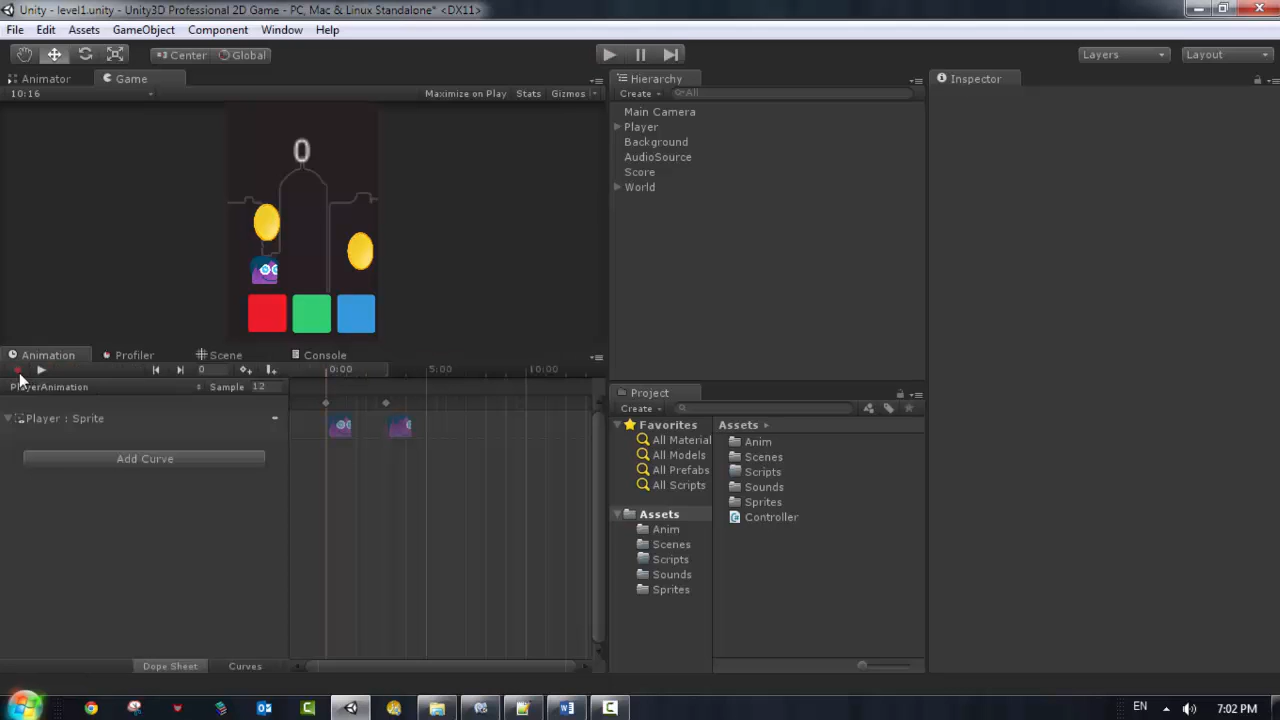 Unity - level1.unity - Unity3D Professional 2D Game - PC, Mac & Linux Standalone* <DX11>
File Edit Assets GameObject Component Window Help
Center Global Layers Layout
Animator Game Hierarchy Inspector
10:16 Maximize on Play Stats Gizmos Create All
Main Camera
Player
Background
AudioSource
Score
World
0
Animation Profiler Scene Console
0 0:00 5:00 10:00
PlayerAnimation Sample 12
Player : Sprite
Add Curve
Dope Sheet Curves
Project
Create
Favorites
All Material
All Models
All Prefabs
All Scripts
Assets
Anim
Scenes
Scripts
Sounds
Sprites
Assets
Anim
Scenes
Scripts
Sounds
Sprites
Controller
EN 7:02 PM